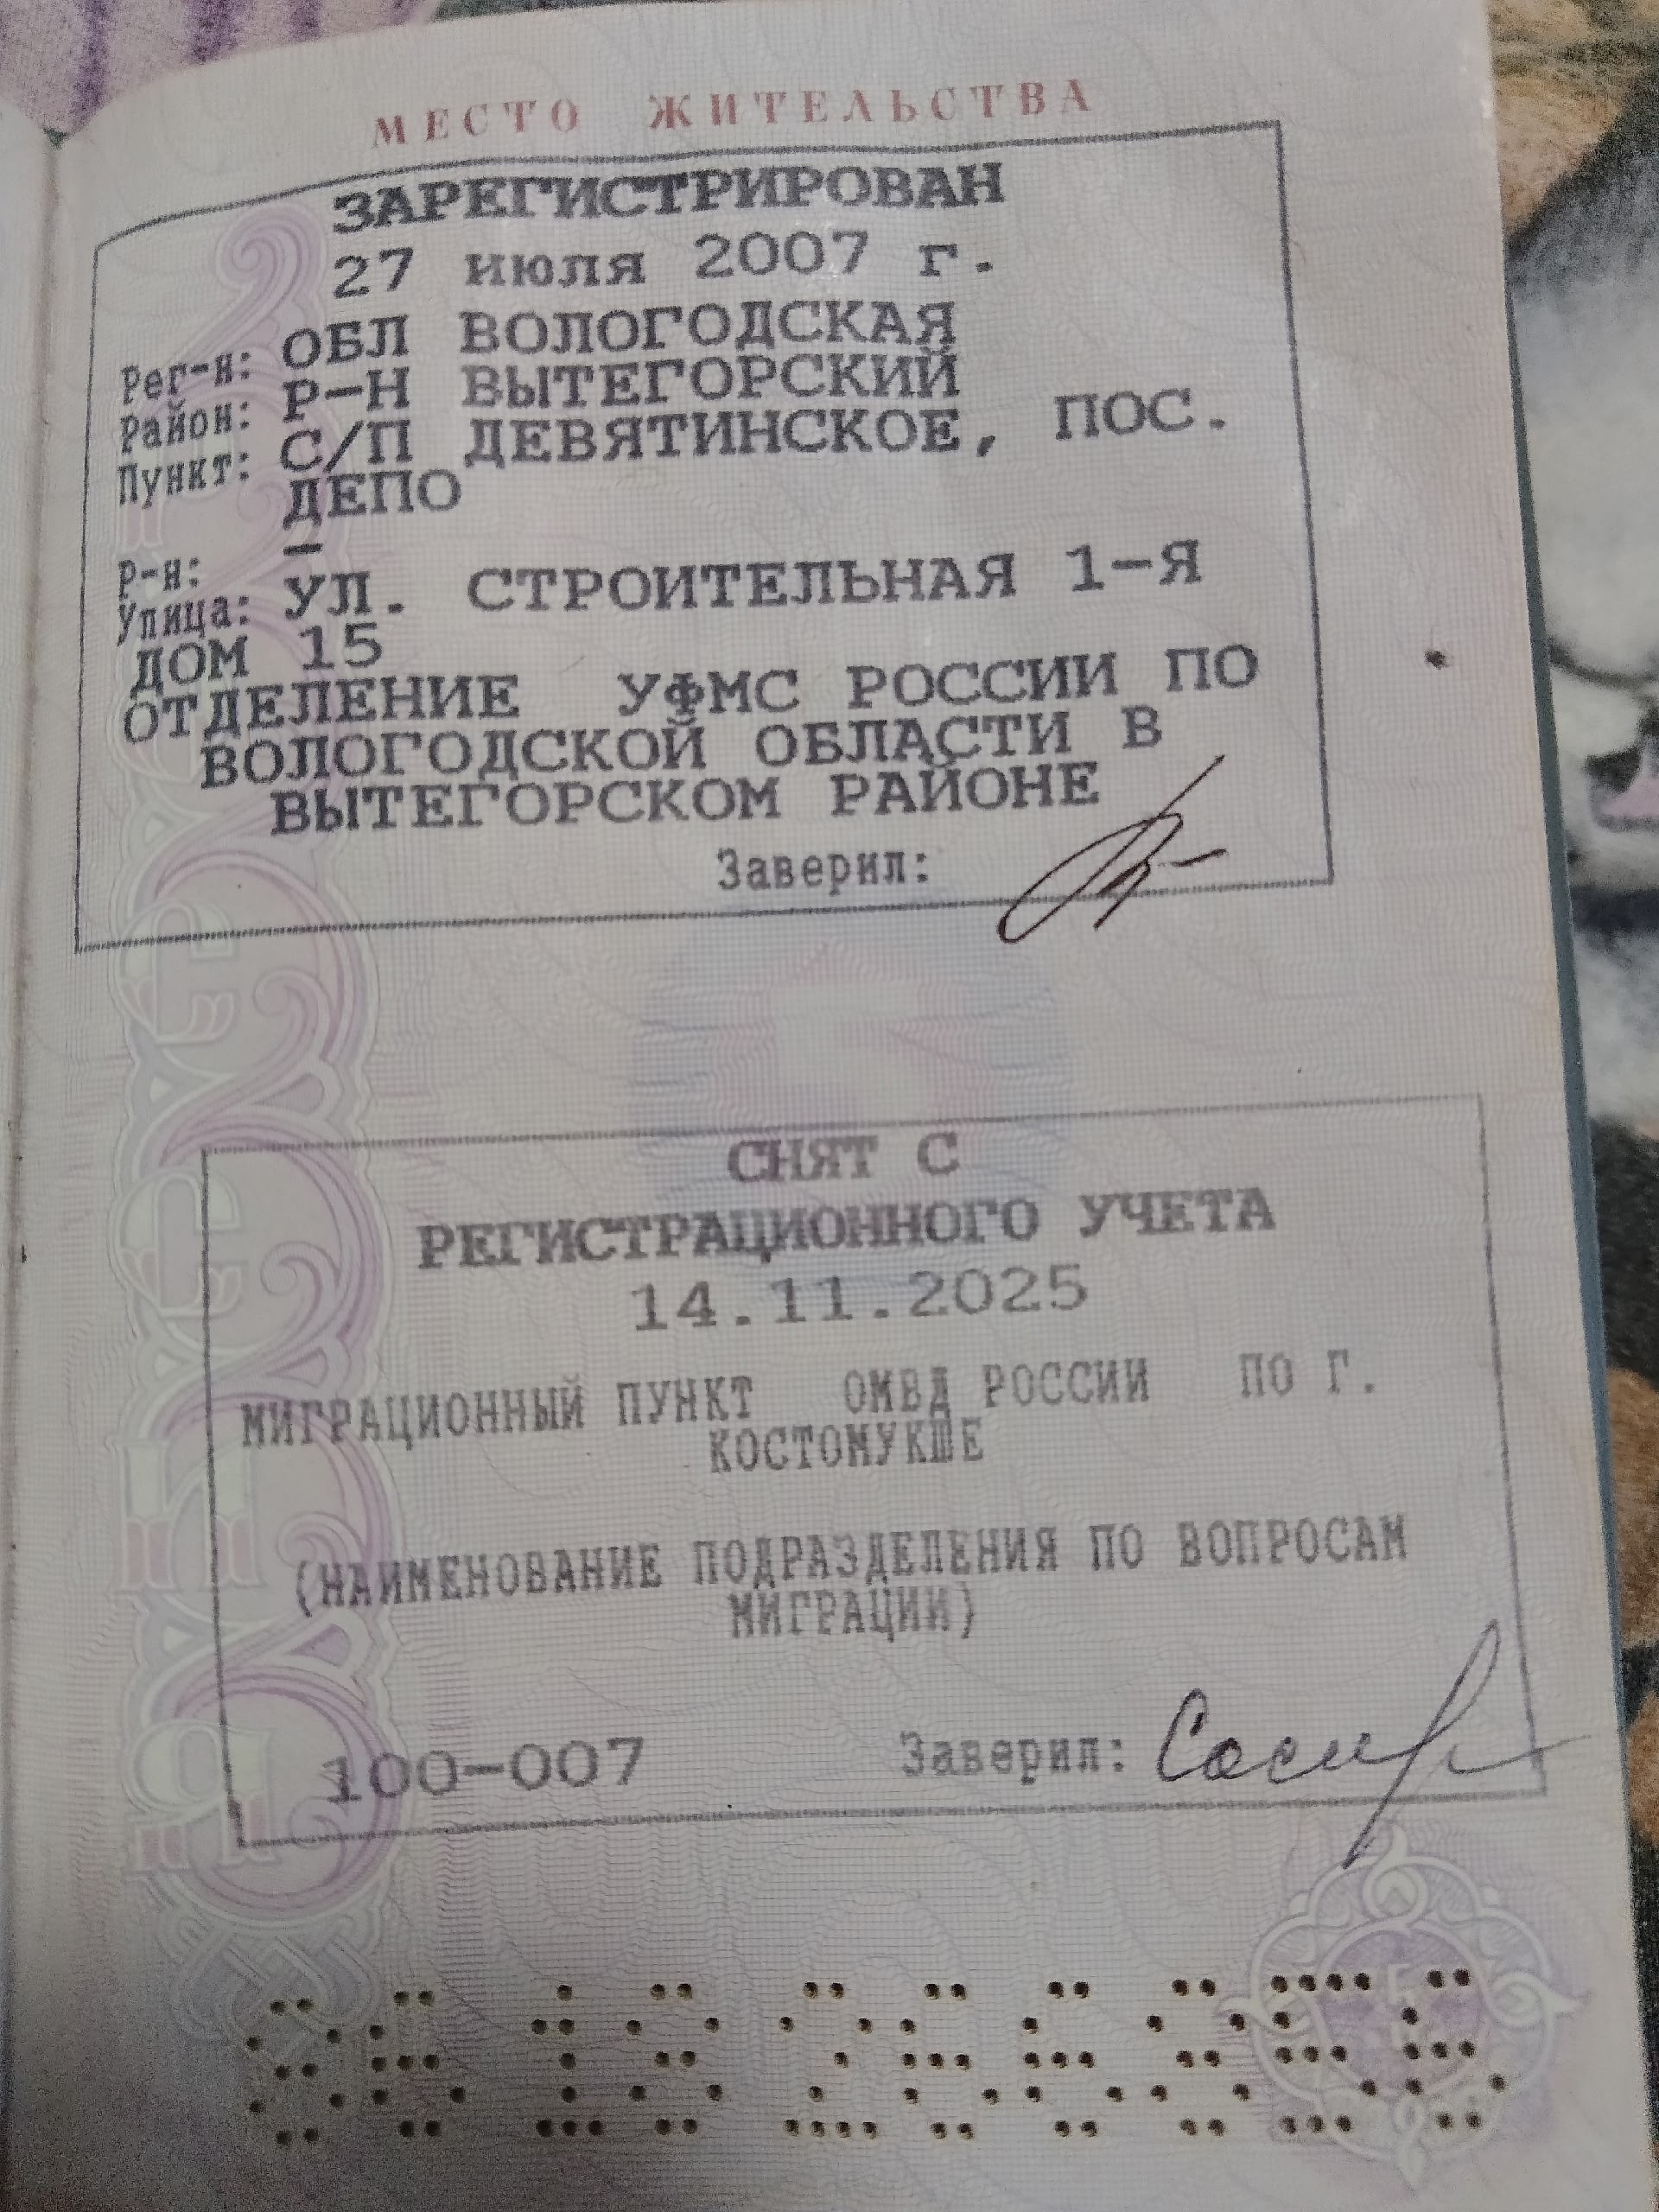 МЕСТО ЖИТЕЛЬСТВА
ЗАРЕГИСТРИРОВАН
27 июля 2007 г.
Рег-н: ОБЛ ВОЛОГОДСКАЯ
Район: Р-Н ВЫТЕГОРСКИЙ
Пункт: С/П ДЕВЯТИНСКОЕ, ПОС.
ДЕПО
Р-н: –
Улица: УЛ. СТРОИТЕЛЬНАЯ 1-Я
ДОМ 15
ОТДЕЛЕНИЕ УФМС РОССИИ ПО
ВОЛОГОДСКОЙ ОБЛАСТИ В
ВЫТЕГОРСКОМ РАЙОНЕ
Заверил:
СНЯТ С
РЕГИСТРАЦИОННОГО УЧЕТА
14.11.2025
МИГРАЦИОННЫЙ ПУНКТ ОМВД РОССИИ ПО Г.
КОСТОМУКШЕ
(НАИМЕНОВАНИЕ ПОДРАЗДЕЛЕНИЯ ПО ВОПРОСАМ
МИГРАЦИИ)
100-007 Заверил: